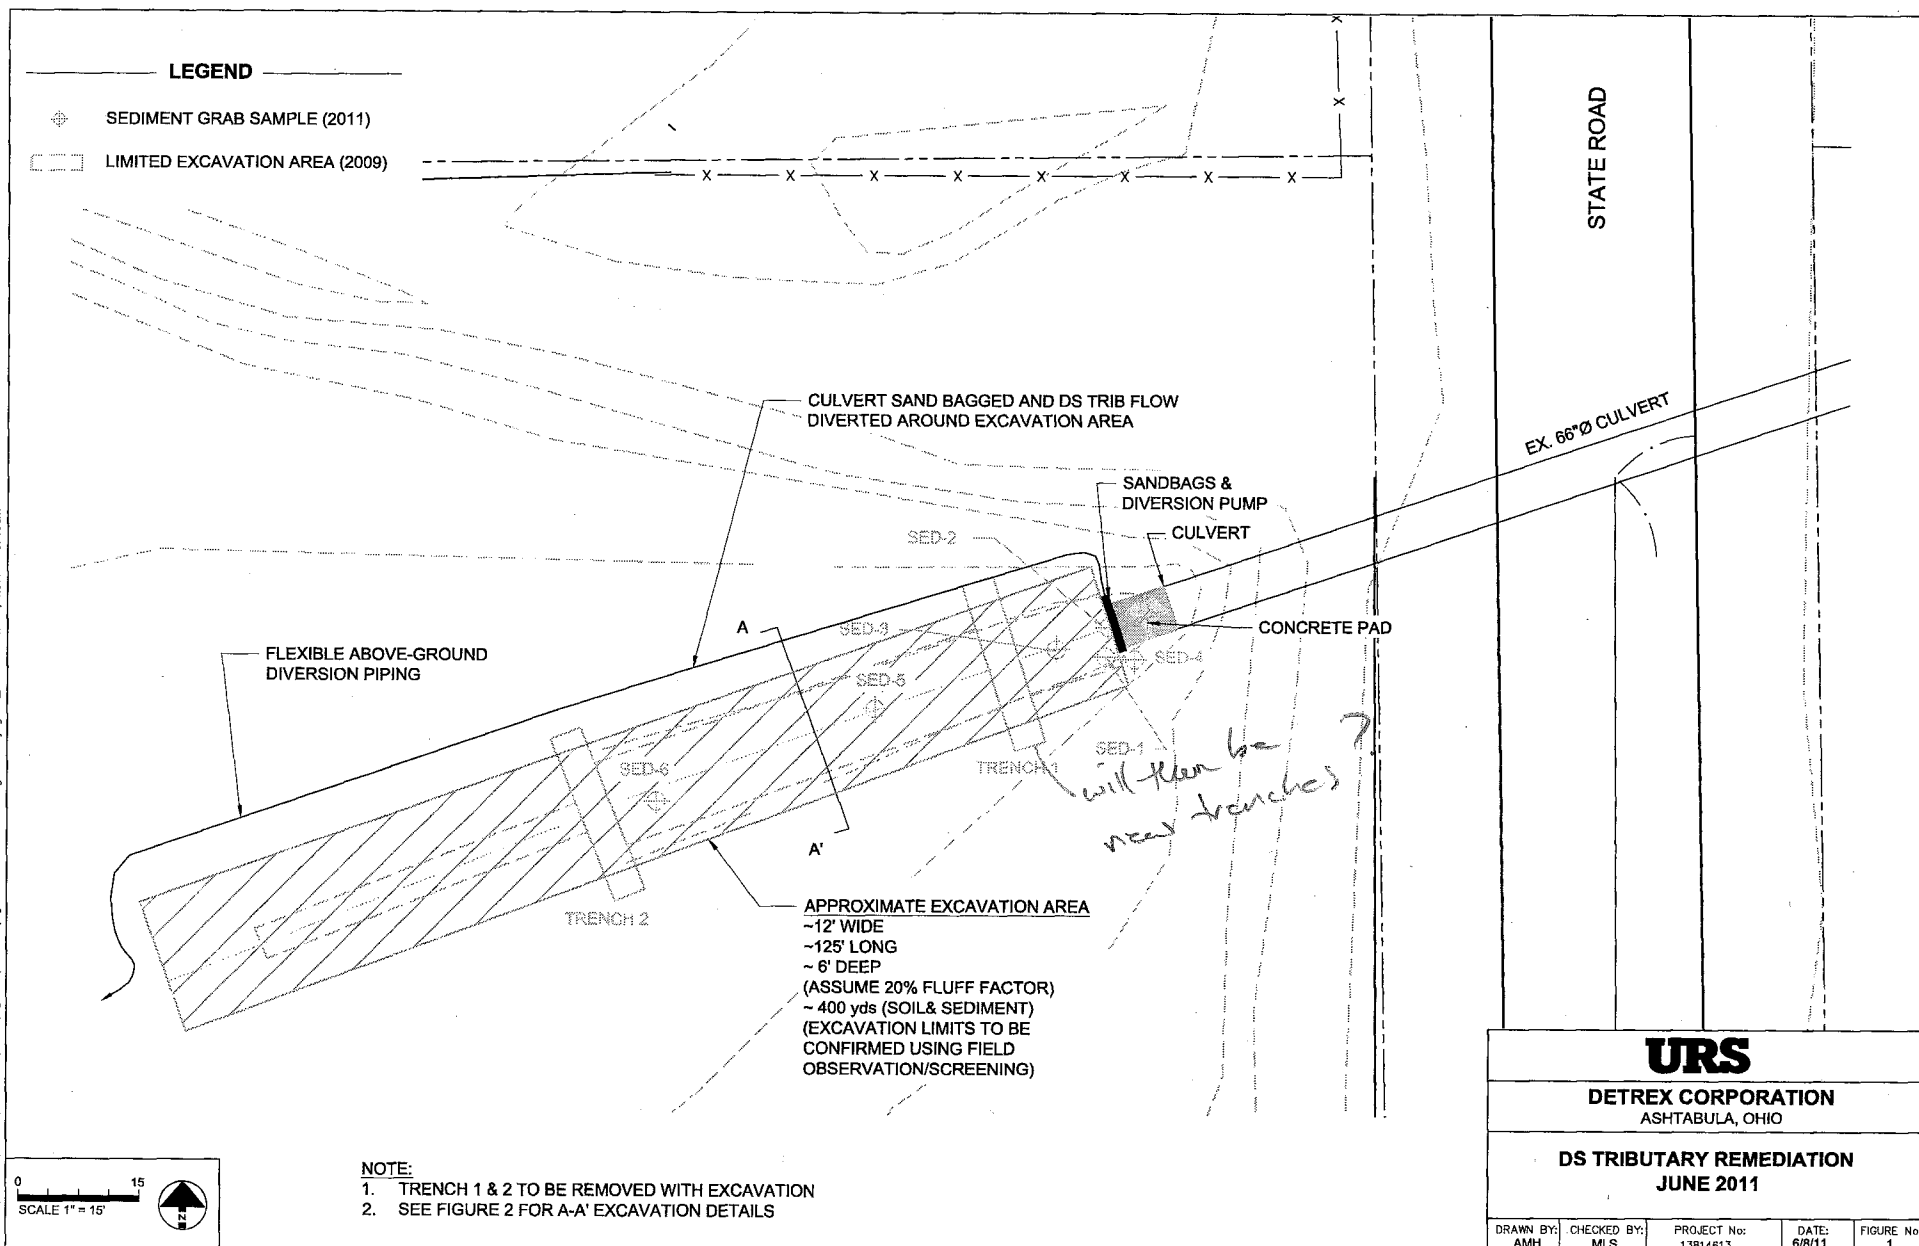 LEGEND
SEDIMENT GRAB SAMPLE (2011)
LIMITED EXCAVATION AREA (2009)
X X X X X X X X
X
X
STATE ROAD
CULVERT SAND BAGGED AND DS TRIB FLOW
DIVERTED AROUND EXCAVATION AREA
EX. 66"Ø CULVERT
SANDBAGS &
DIVERSION PUMP
CULVERT
SED-2
A
SED-3
CONCRETE PAD
SED-4
FLEXIBLE ABOVE-GROUND
DIVERSION PIPING
SED-5
SED-1
SED-6
TRENCH 1
will there be ?
new trenches
A'
TRENCH 2
APPROXIMATE EXCAVATION AREA
~12' WIDE
~125' LONG
~ 6' DEEP
(ASSUME 20% FLUFF FACTOR)
~ 400 yds (SOIL& SEDIMENT)
(EXCAVATION LIMITS TO BE
CONFIRMED USING FIELD
OBSERVATION/SCREENING)
URS
DETREX CORPORATION
ASHTABULA, OHIO
DS TRIBUTARY REMEDIATION
JUNE 2011
DRAWN BY: CHECKED BY: PROJECT No: DATE: FIGURE No
AMH MLS 13814613 6/8/11 1
0 15
SCALE 1" = 15'
N
NOTE:
1. TRENCH 1 & 2 TO BE REMOVED WITH EXCAVATION
2. SEE FIGURE 2 FOR A-A' EXCAVATION DETAILS